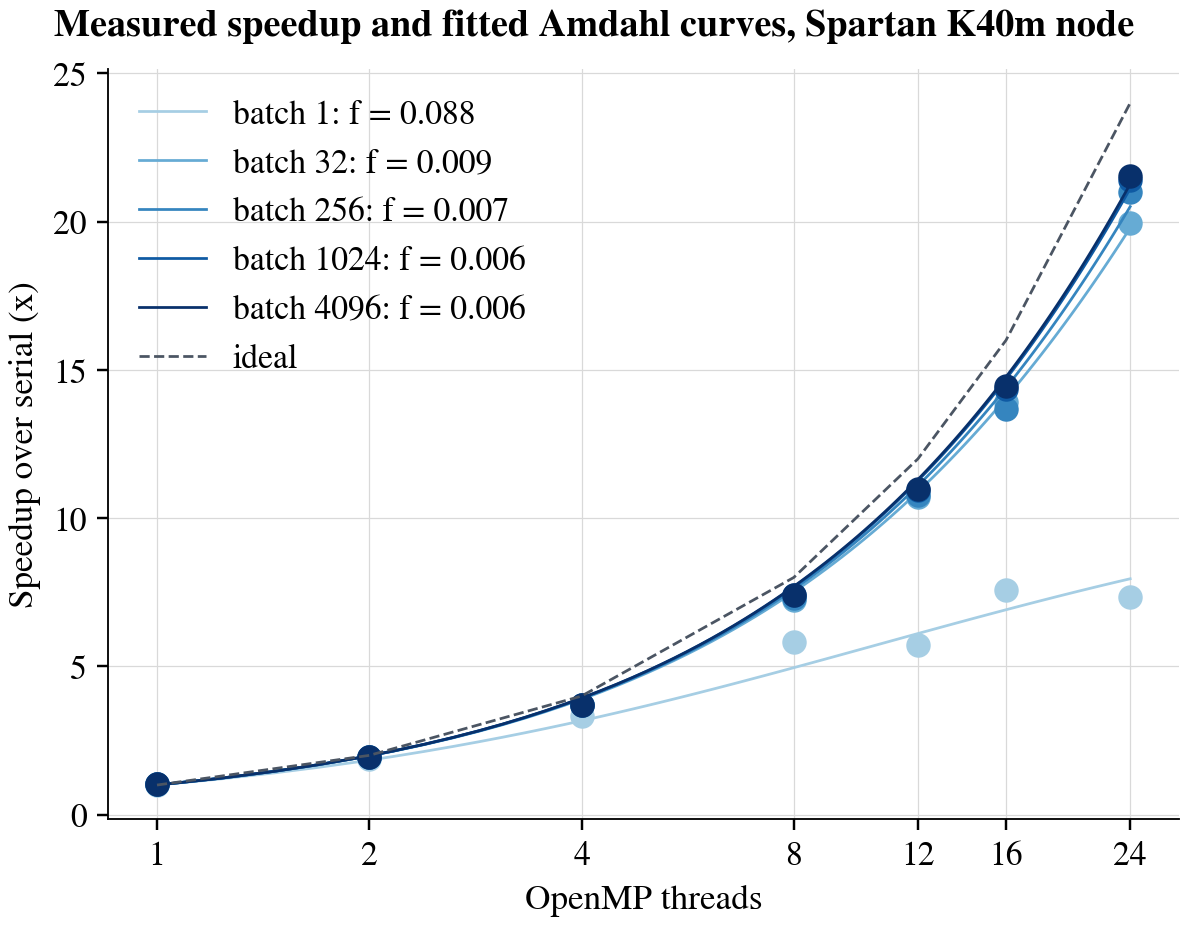 Measured speedup and fitted Amdahl curves, Spartan K40m node
25
20
15
10
5
0
Speedup over serial (x)
batch 1: f = 0.088
batch 32: f = 0.009
batch 256: f = 0.007
batch 1024: f = 0.006
batch 4096: f = 0.006
ideal
1 2 4 8 12 16 24
OpenMP threads